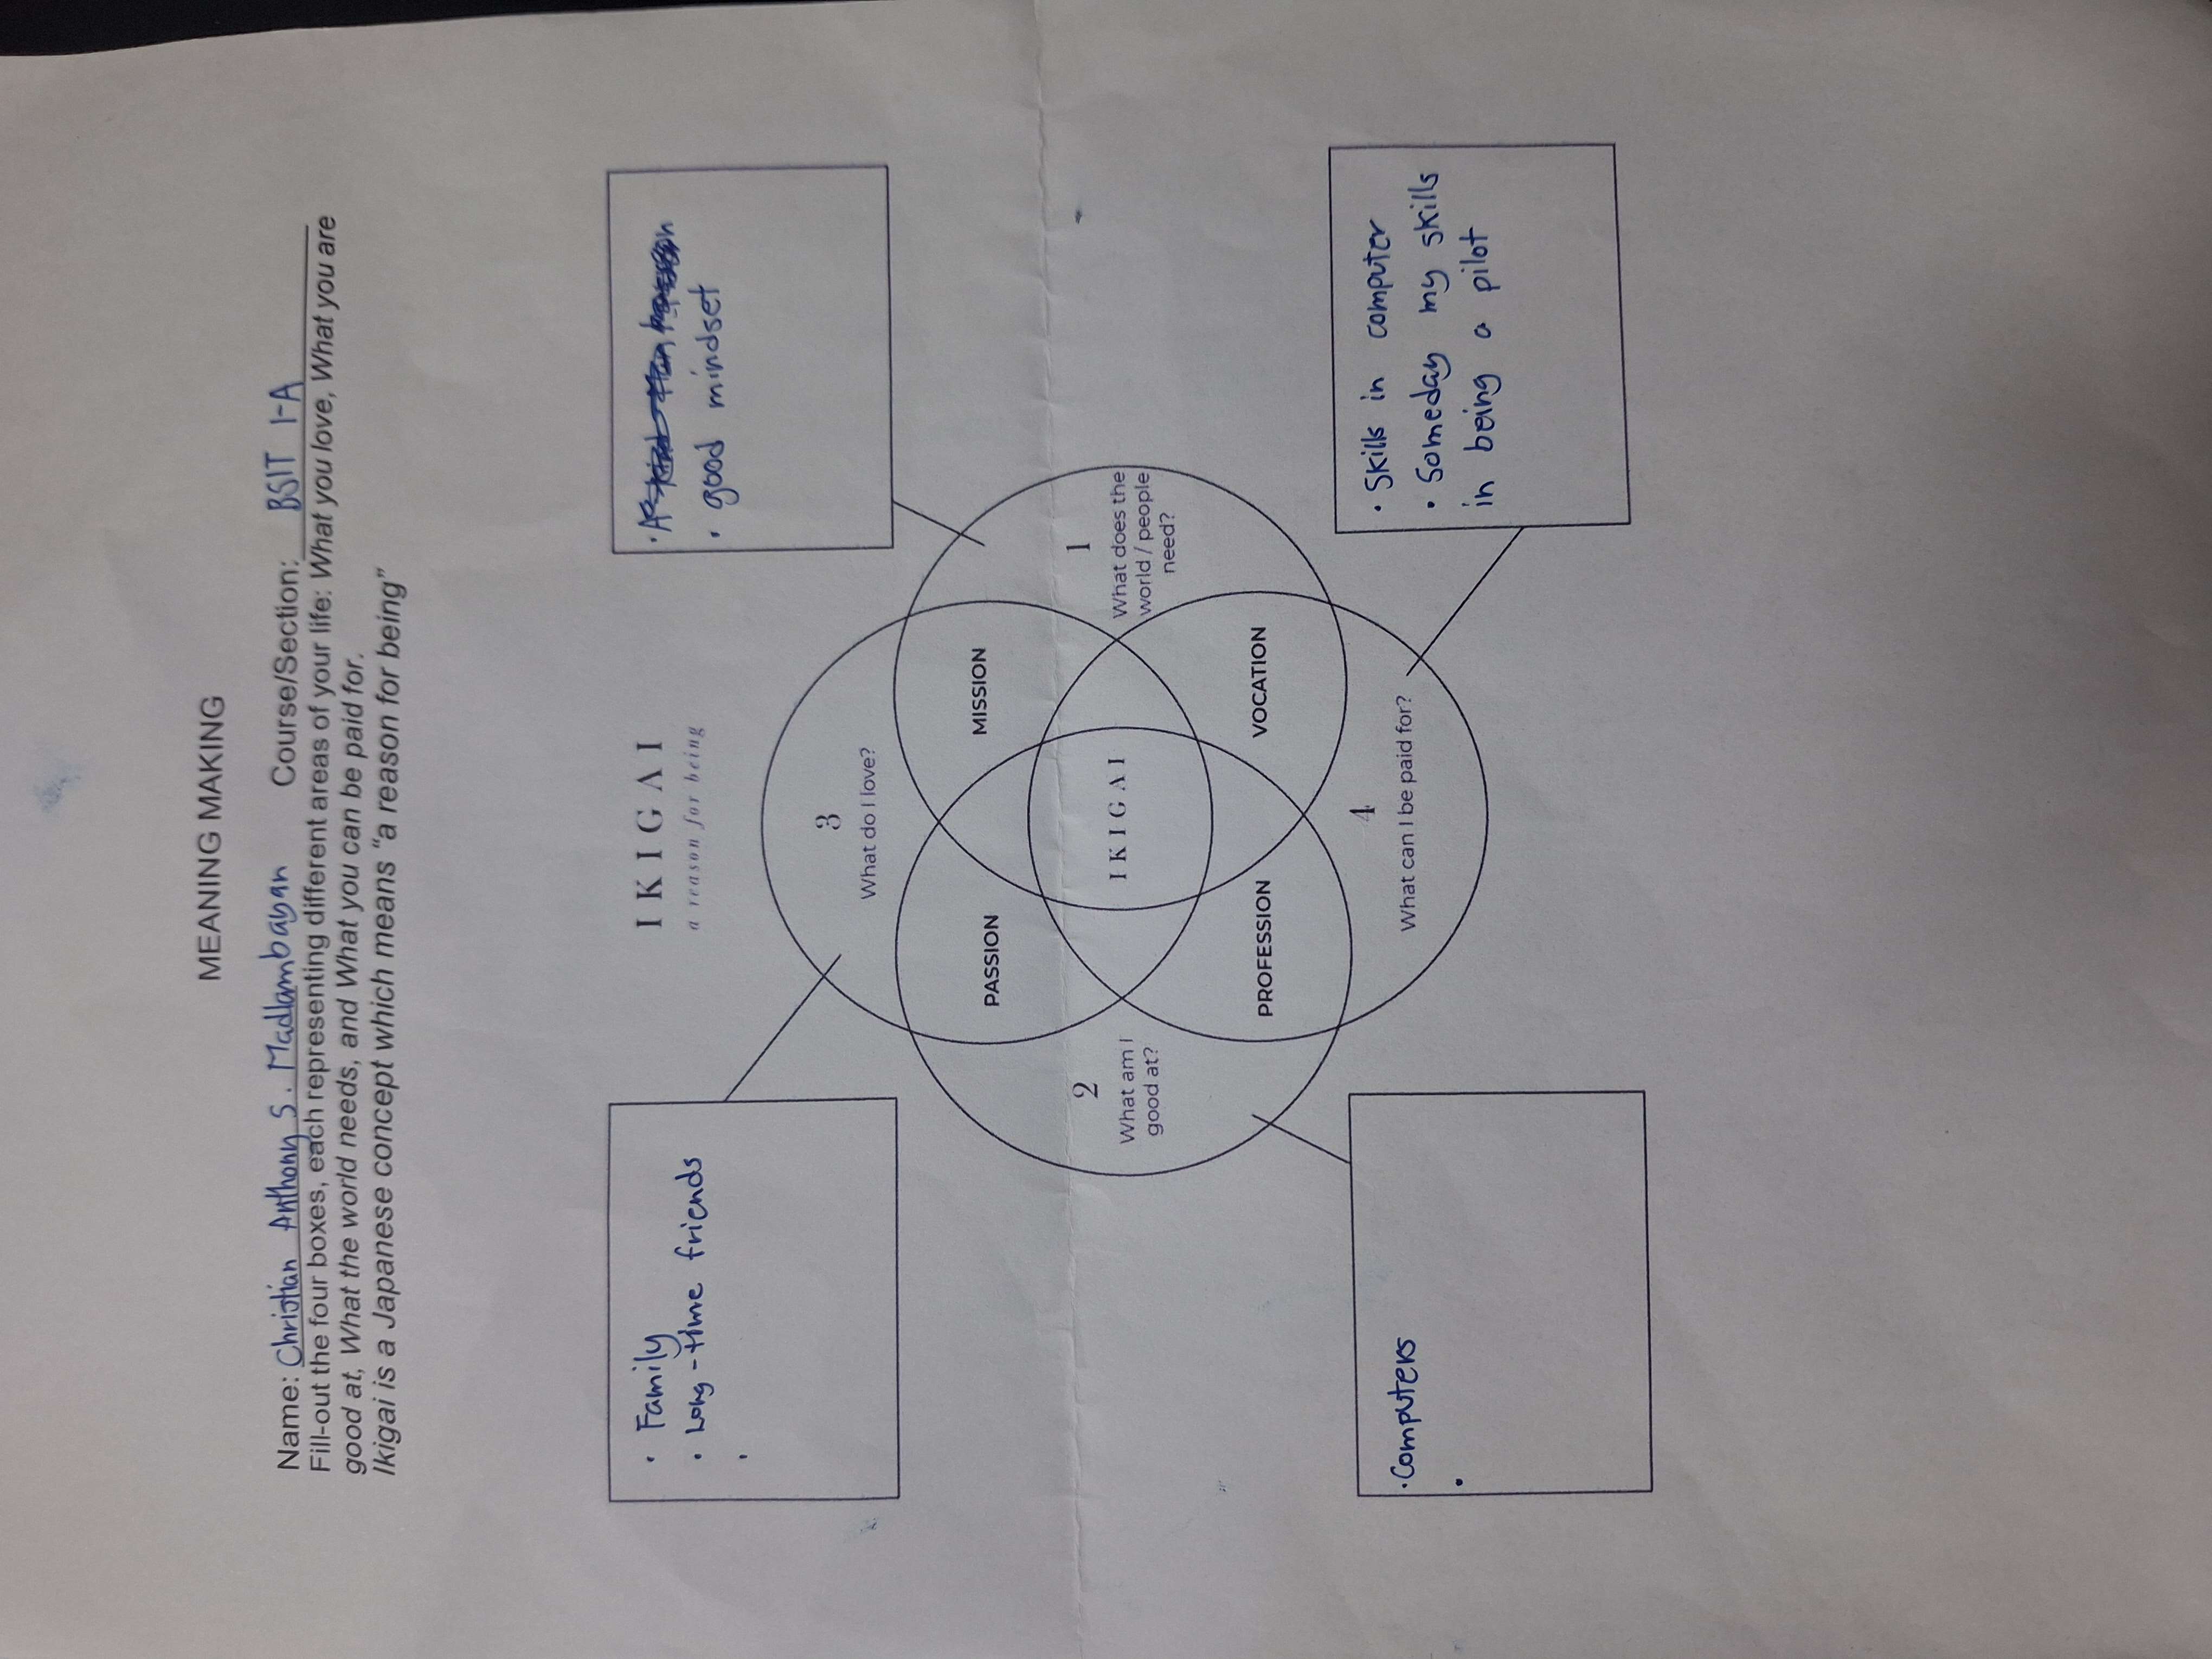 MEANING MAKING
Name: Christian Anthony S. Madlambayan Course/Section: BSIT 1-A
Fill-out the four boxes, each representing different areas of your life: What you love, What you are
good at, What the world needs, and What you can be paid for.
Ikigai is a Japanese concept which means “a reason for being”
IKIGAI
a reason for being
· Family
· Long-time friends
·
·
· good mindset
3
What do I love?
PASSION
MISSION
2
What am I
good at?
IKIGAI
1
What does the
world / people
need?
PROFESSION
VOCATION
4
What can I be paid for?
· Computers
·
· Skills in computer
· Someday my skills
in being a pilot